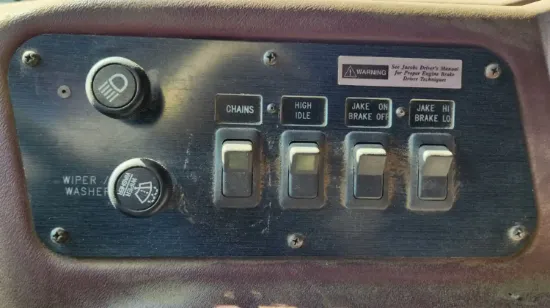 WARNING
See Jacobs Driver's Manual
for Proper Engine Brake
Driver Techniques
CHAINS
HIGH
IDLE
JAKE ON
BRAKE OFF
JAKE HI
BRAKE LO
WIPER /
WASHER